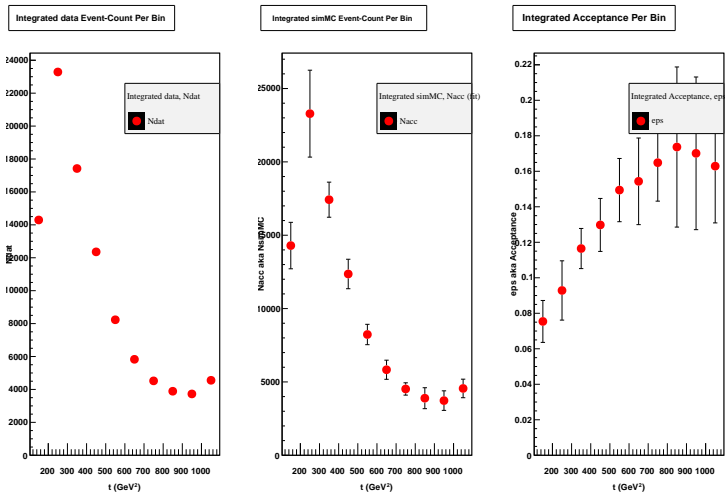 Integrated data Event-Count Per Bin
24000
22000
20000
18000
16000
14000
12000
10000
8000
6000
4000
2000
0
Ndat
Integrated data, Ndat
Ndat
200 300 400 500 600 700 800 900 1000
t (GeV²)
Integrated simMC Event-Count Per Bin
25000
20000
15000
10000
5000
0
Nacc aka NsimMC
Integrated simMC, Nacc (fit)
Nacc
200 300 400 500 600 700 800 900 1000
t (GeV²)
Integrated Acceptance Per Bin
0.22
0.2
0.18
0.16
0.14
0.12
0.1
0.08
0.06
0.04
0.02
0
eps aka Acceptance
Integrated Acceptance, eps
eps
200 300 400 500 600 700 800 900 1000
t (GeV²)